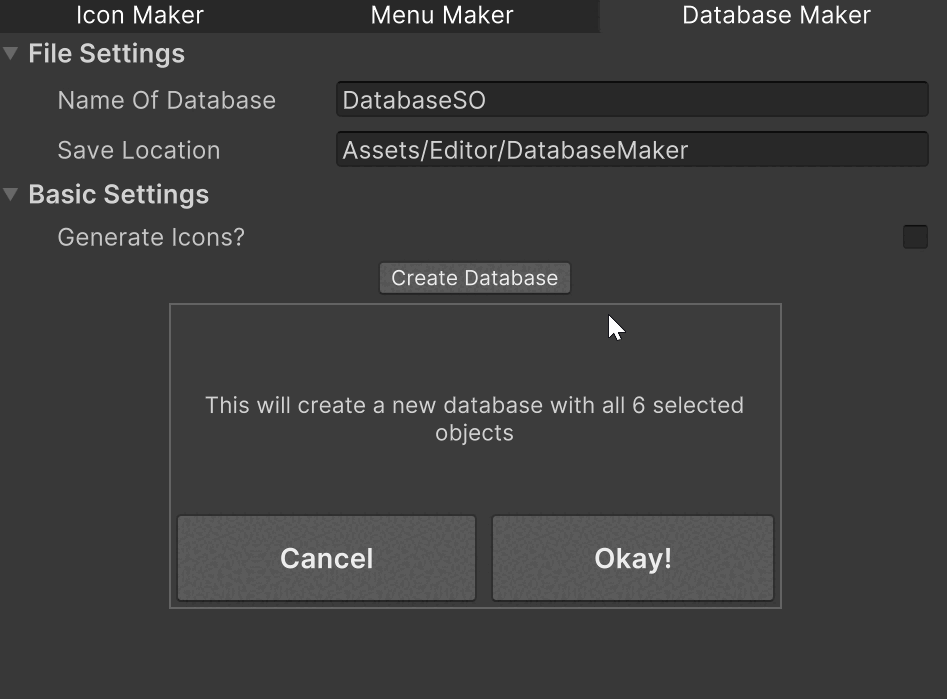 Icon Maker Menu Maker Database Maker
File Settings
Name Of Database DatabaseSO
Save Location Assets/Editor/DatabaseMaker
Basic Settings
Generate Icons?
Create Database
This will create a new database with all 6 selected
objects
Cancel Okay!